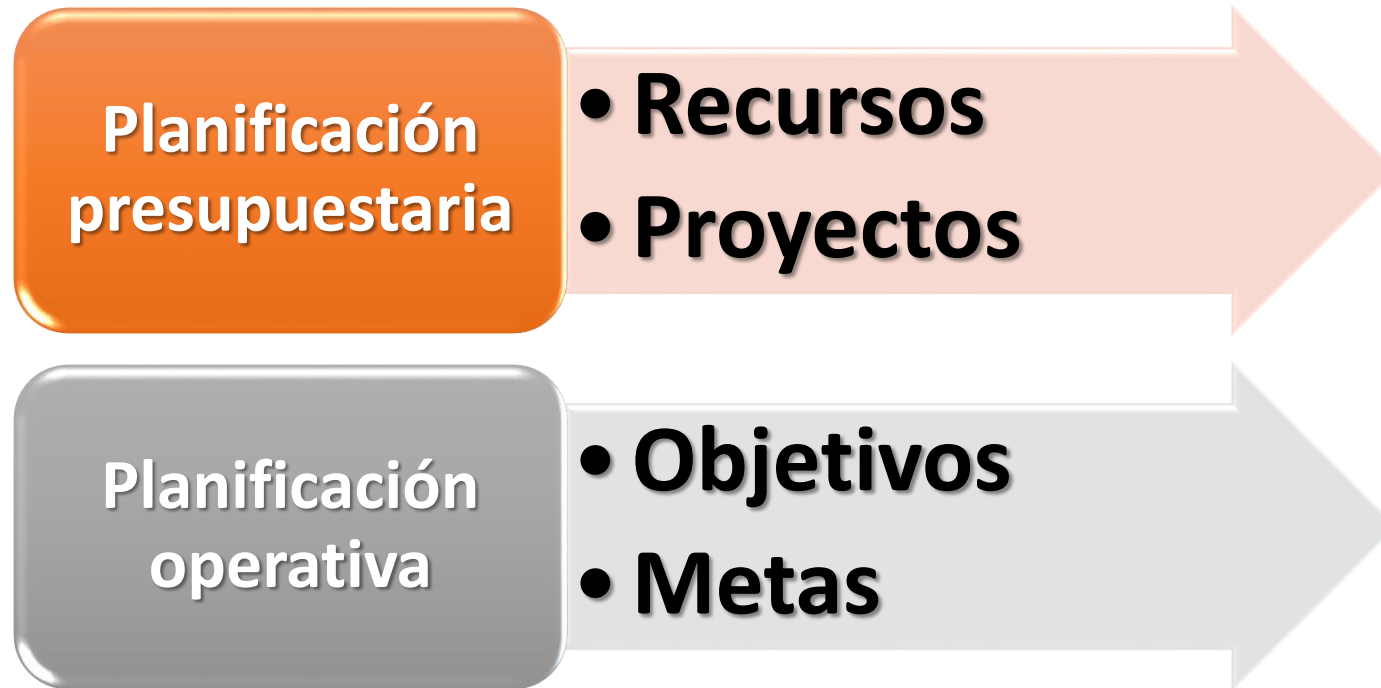 Planificación
presupuestaria
• Recursos
• Proyectos
Planificación
operativa
• Objetivos
• Metas